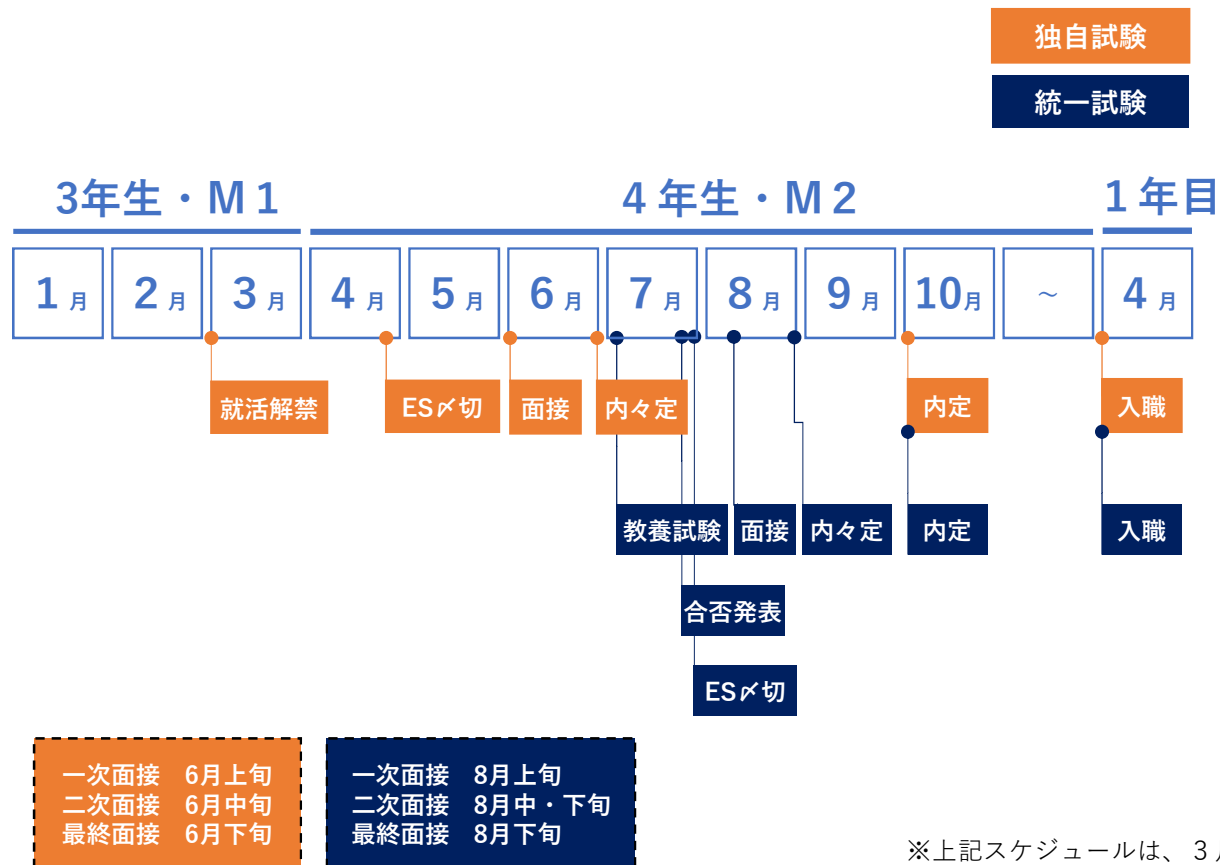 独自試験
統一試験
3年生・M1
4年生・M2
1年目
1月
2月
3月
4月
5月
6月
7月
8月
9月
10月
～
4月
就活解禁
ES〆切
面接
内々定
内定
入職
教養試験
面接
内々定
内定
入職
合否発表
ES〆切
一次面接 6月上旬
二次面接 6月中旬
最終面接 6月下旬
一次面接 8月上旬
二次面接 8月中・下旬
最終面接 8月下旬
※上記スケジュールは、3